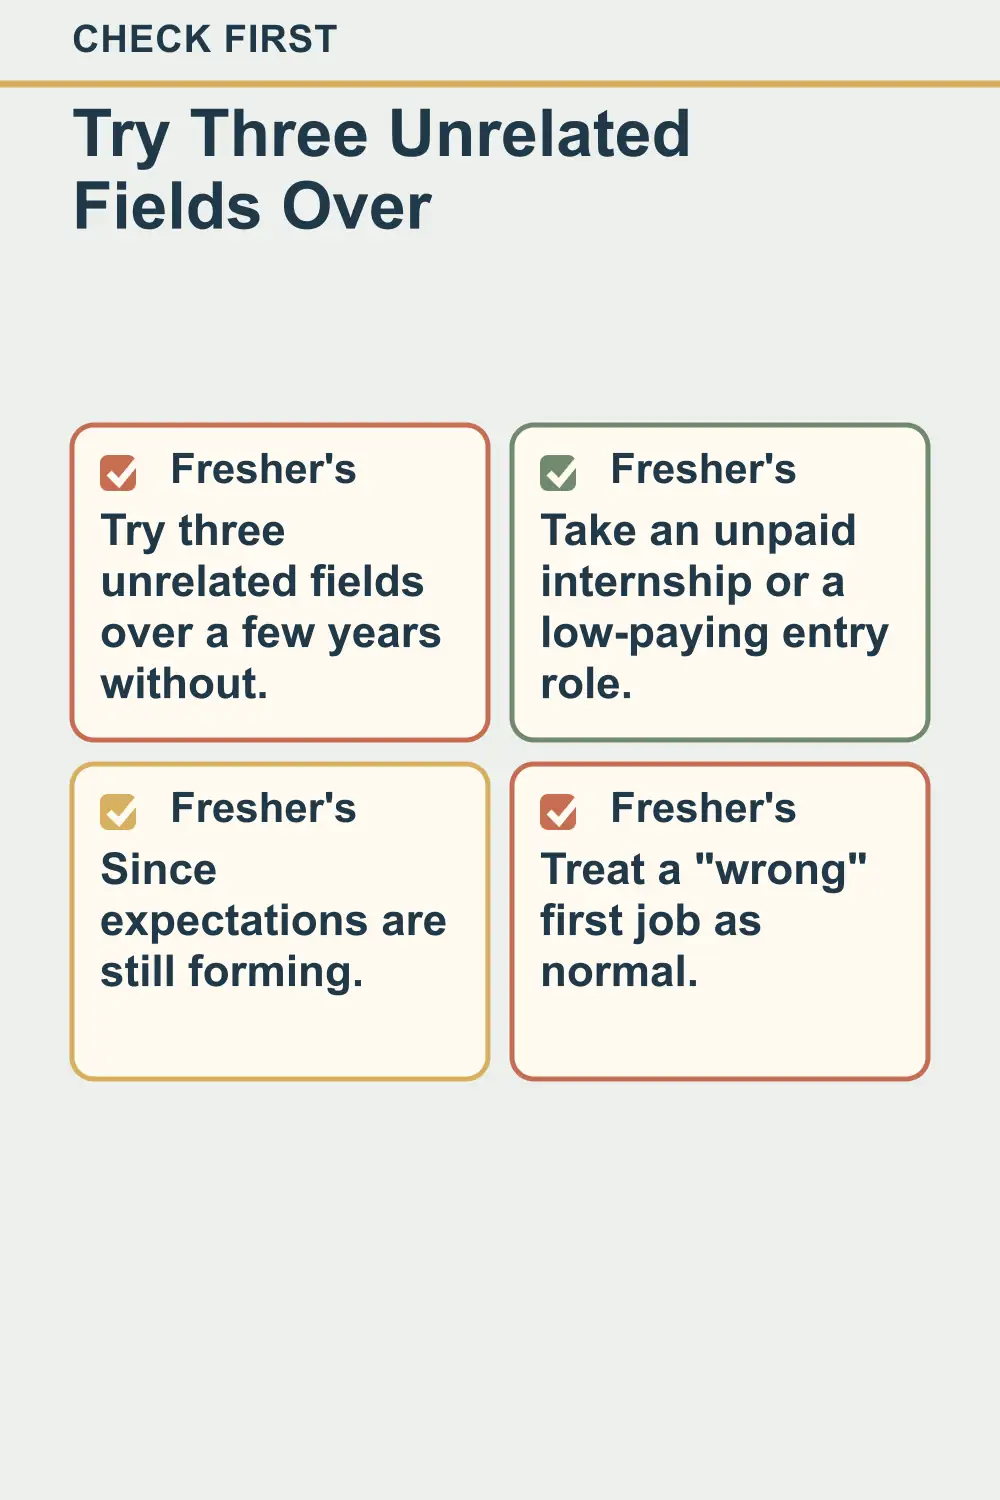 CHECK FIRST
Try Three Unrelated
Fields Over
Fresher's
Try three
unrelated fields
over a few years
without.
Fresher's
Take an unpaid
internship or a
low-paying entry
role.
Fresher's
Since
expectations are
still forming.
Fresher's
Treat a "wrong"
first job as
normal.